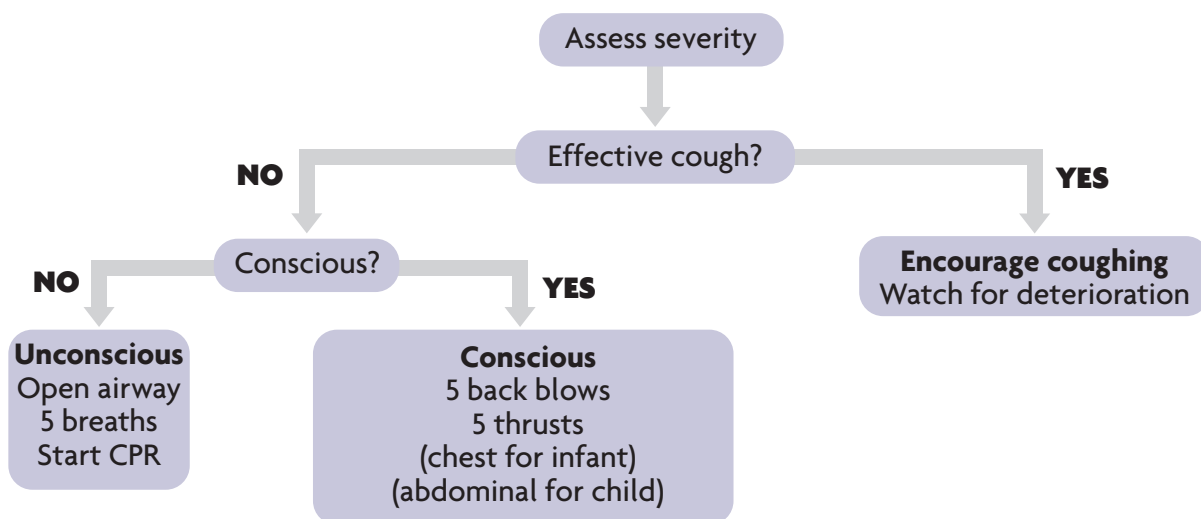 Assess severity
Effective cough?
NO
YES
Conscious?
Encourage coughing
Watch for deterioration
NO
YES
Unconscious
Open airway
5 breaths
Start CPR
Conscious
5 back blows
5 thrusts
(chest for infant)
(abdominal for child)